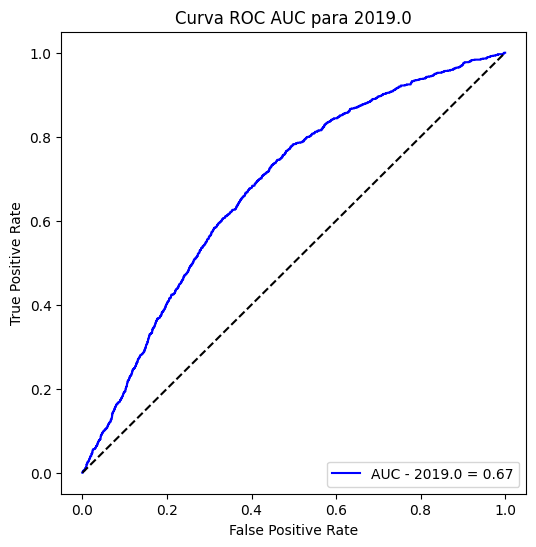 Curva ROC AUC para 2019.0
True Positive Rate
1.0
0.8
0.6
0.4
0.2
0.0
0.0 0.2 0.4 0.6 0.8 1.0
False Positive Rate
AUC - 2019.0 = 0.67